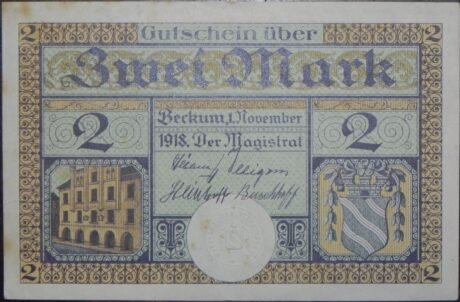 2 2
Gutschein über
Zwei Mark
2 Beckum, 1. November 2
1918. Der Magistrat
2 2